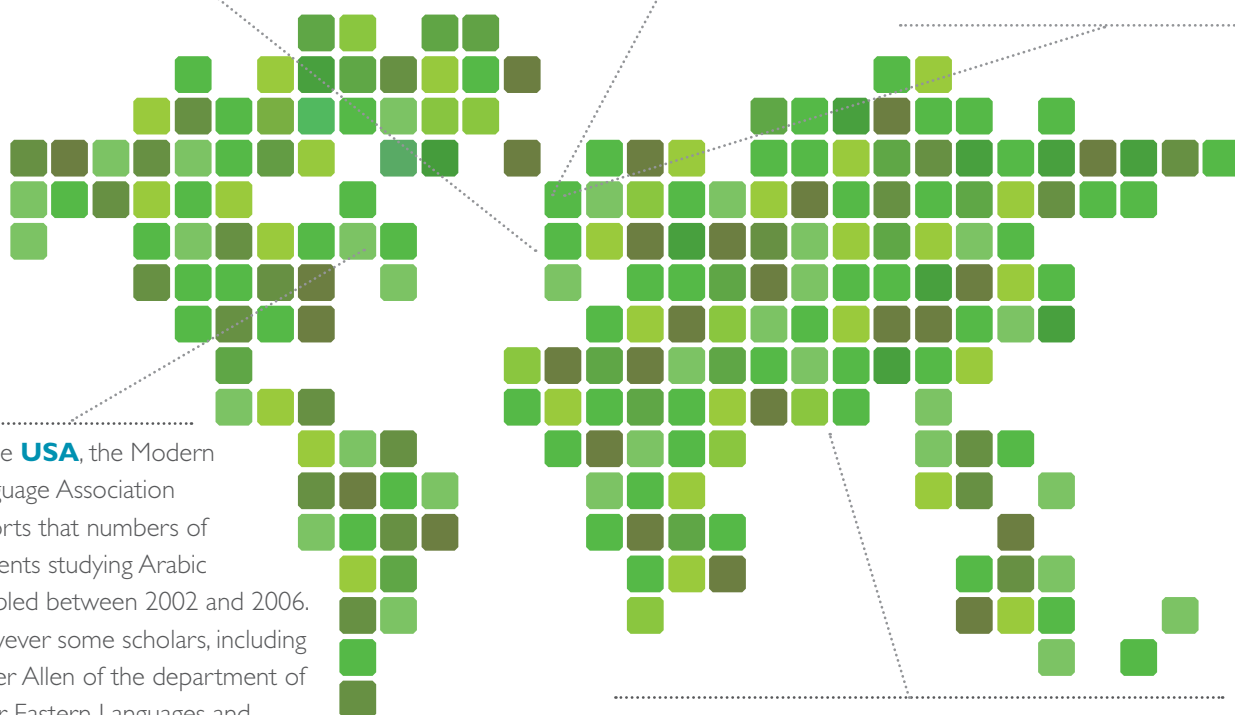 e USA, the Modern
guage Association
orts that numbers of
ents studying Arabic
bled between 2002 and 2006.
wever some scholars, including
er Allen of the department of
r Eastern Languages and